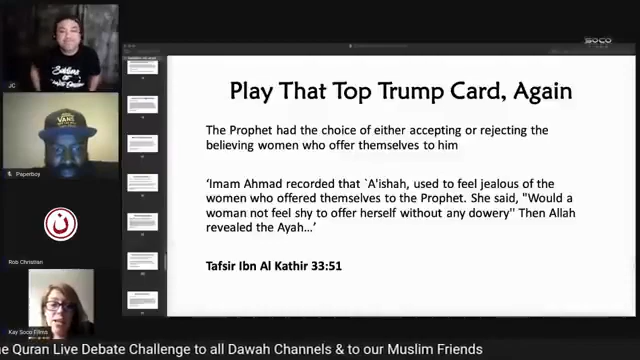 SOCO
Play That Top Trump Card, Again
The Prophet had the choice of either accepting or rejecting the
believing women who offer themselves to him
‘Imam Ahmad recorded that `A'ishah, used to feel jealous of the
women who offered themselves to the Prophet. She said, "Would a
woman not feel shy to offer herself without any dowery'' Then Allah
revealed the Ayah…’
Tafsir Ibn Al Kathir 33:51
JC
VANS
Paperboy
ن
Rob Christian
Kay Soco Films
ne Quran Live Debate Challenge to all Dawah Channels & to our Muslim Friends